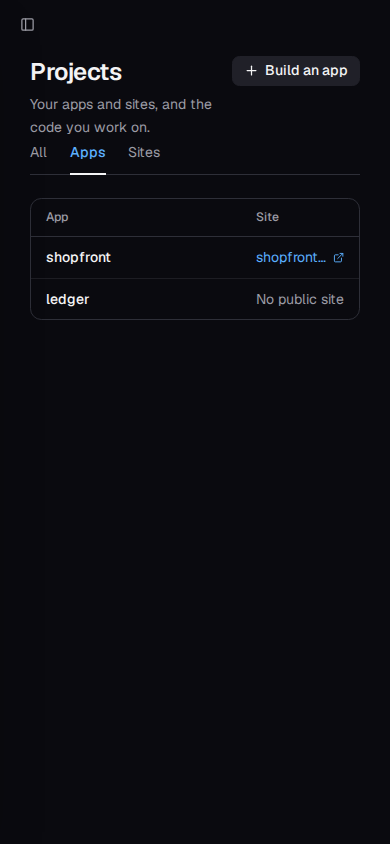 Projects
Build an app
Your apps and sites, and the
code you work on.
All Apps Sites
App Site
shopfront shopfront...
ledger No public site